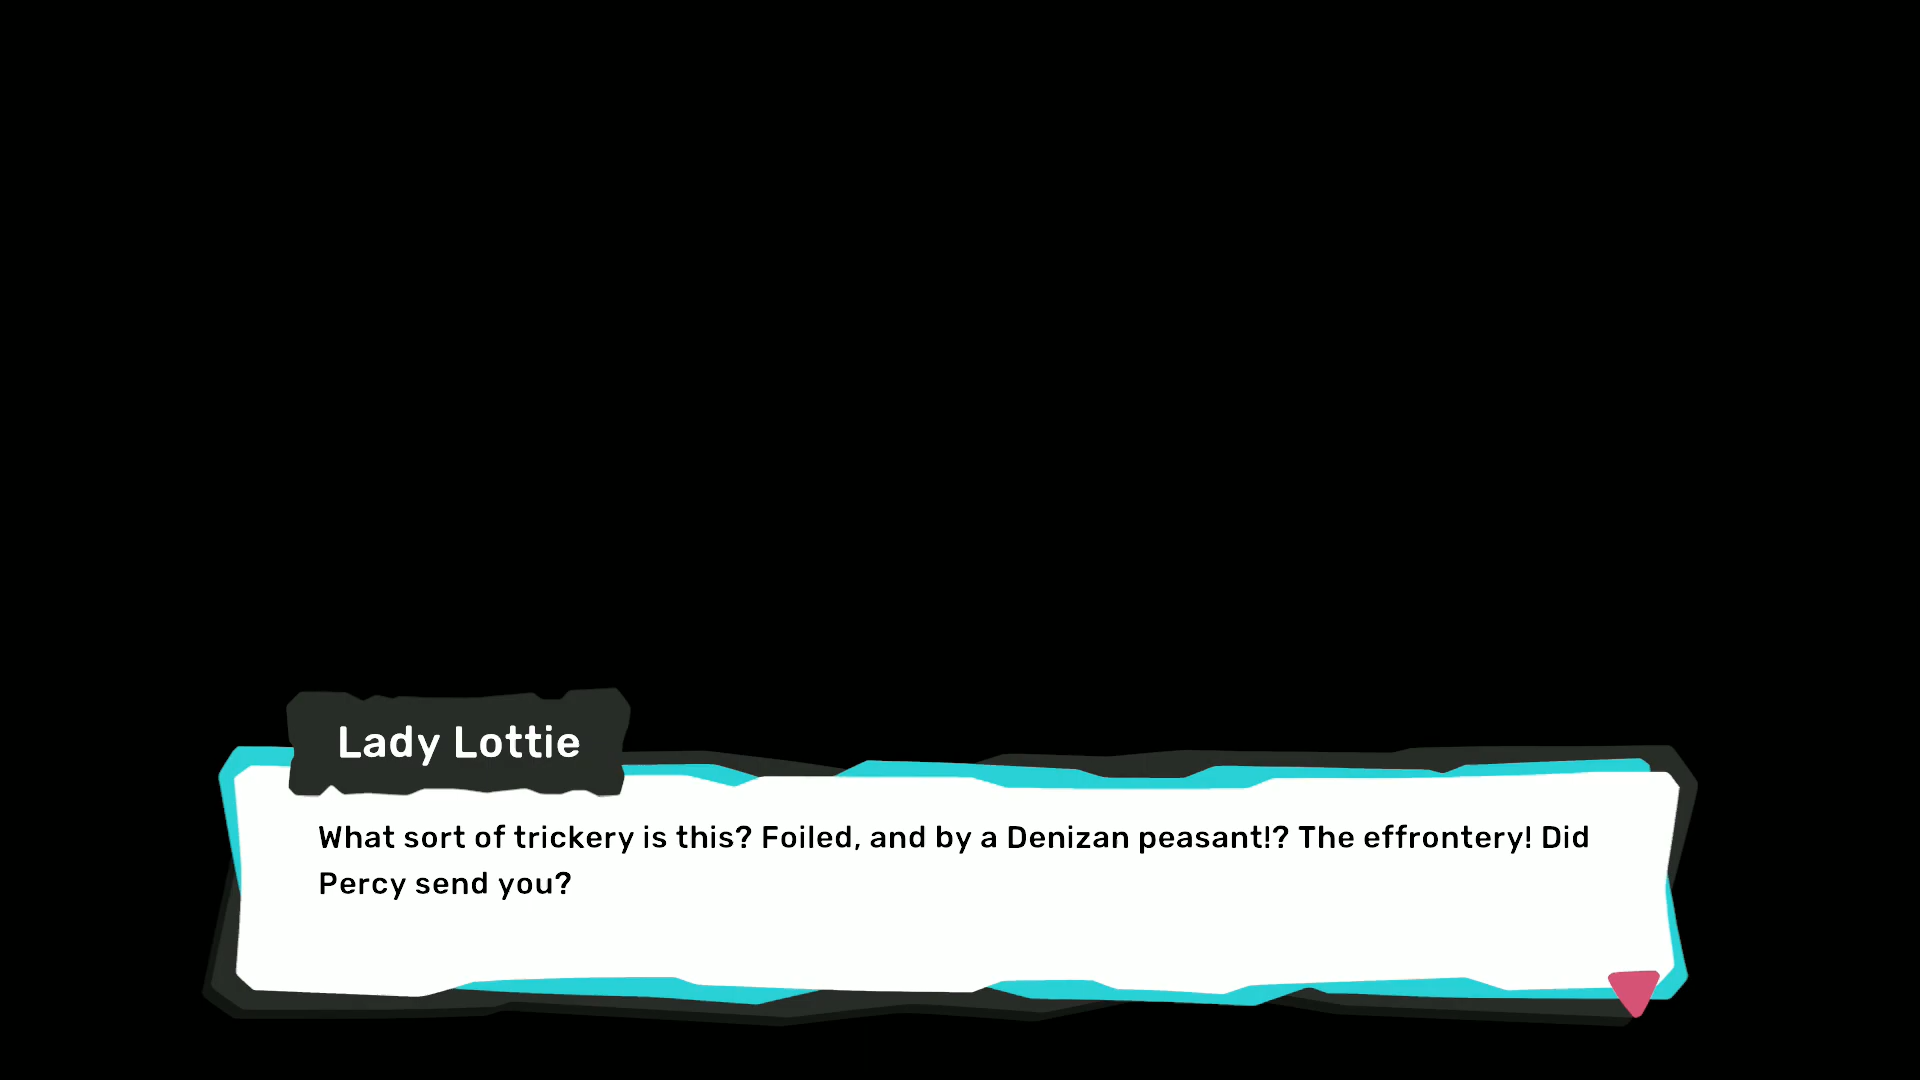 Lady Lottie
What sort of trickery is this? Foiled, and by a Denizan peasant!? The effrontery! Did
Percy send you?